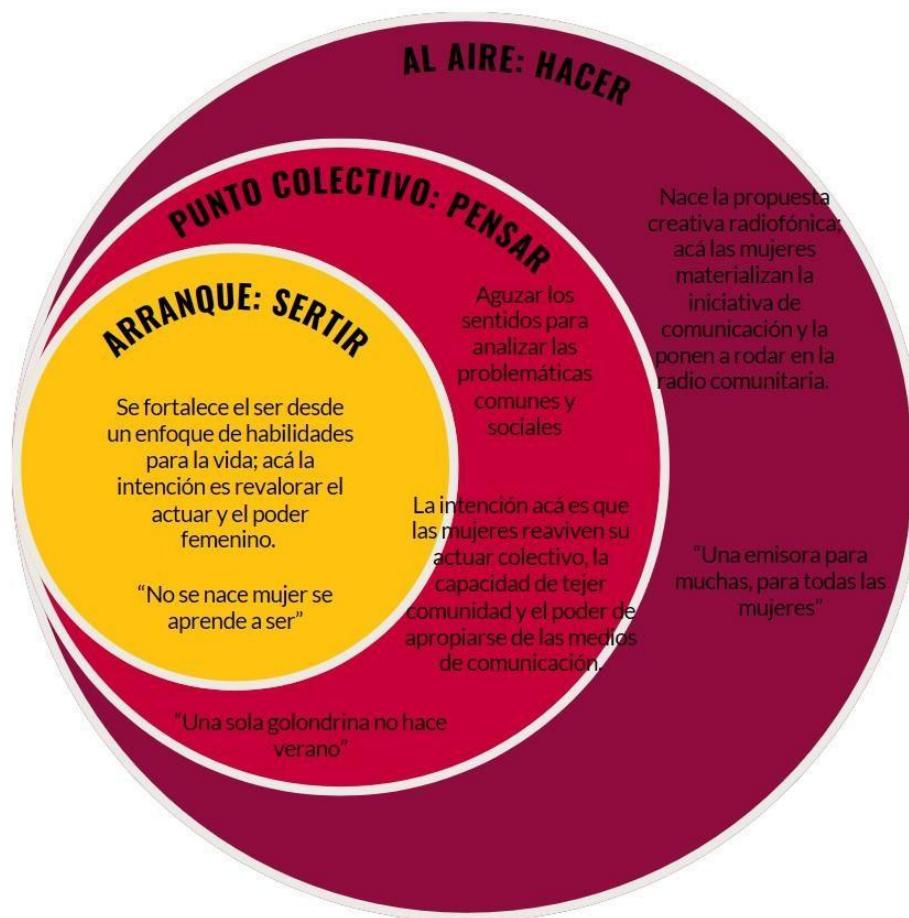 AL AIRE: HACER
Nace la propuesta
creativa radiofónica;
acá las mujeres
materializan la
iniciativa de
comunicación y la
ponen a rodar en la
radio comunitaria.
“Una emisora para
muchas, para todas las
mujeres”
PUNTO COLECTIVO: PENSAR
Aguzar los
sentidos para
analizar las
problemáticas
comunes y
sociales
La intención acá es que
las mujeres reaviven su
actuar colectivo, la
capacidad de tejer
comunidad y el poder de
apropiarse de las medios
de comunicación.
“Una sola golondrina no hace
verano”
ARRANQUE: SERTIR
Se fortalece el ser desde
un enfoque de habilidades
para la vida; acá la
intención es revalorar el
actuar y el poder
femenino.
“No se nace mujer se
aprende a ser”